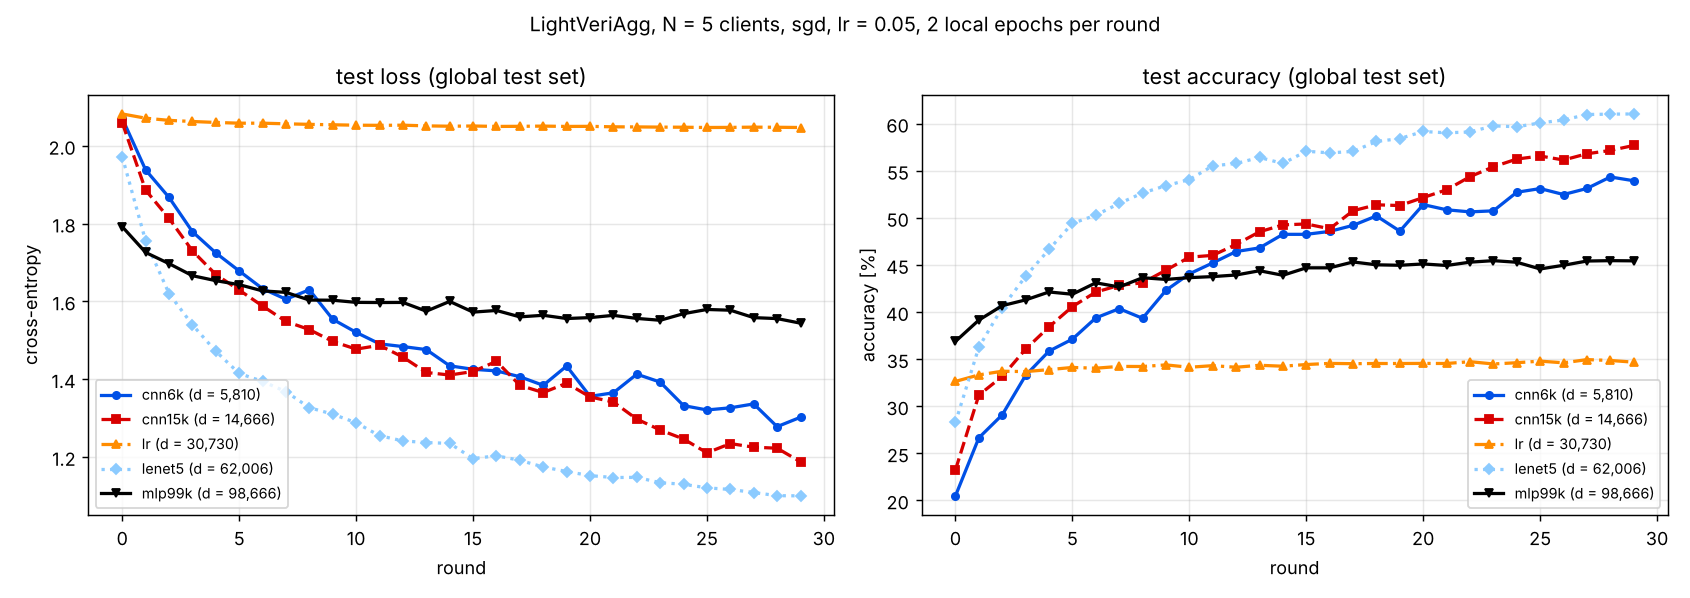 LightVeriAgg, N = 5 clients, sgd, lr = 0.05, 2 local epochs per round
test loss (global test set)
cross-entropy
2.0
1.8
1.6
1.4
1.2
cnn6k (d = 5,810)
cnn15k (d = 14,666)
lr (d = 30,730)
lenet5 (d = 62,006)
mlp99k (d = 98,666)
0 5 10 15 20 25 30
round
test accuracy (global test set)
accuracy [%]
60
55
50
45
40
35
30
25
20
cnn6k (d = 5,810)
cnn15k (d = 14,666)
lr (d = 30,730)
lenet5 (d = 62,006)
mlp99k (d = 98,666)
0 5 10 15 20 25 30
round